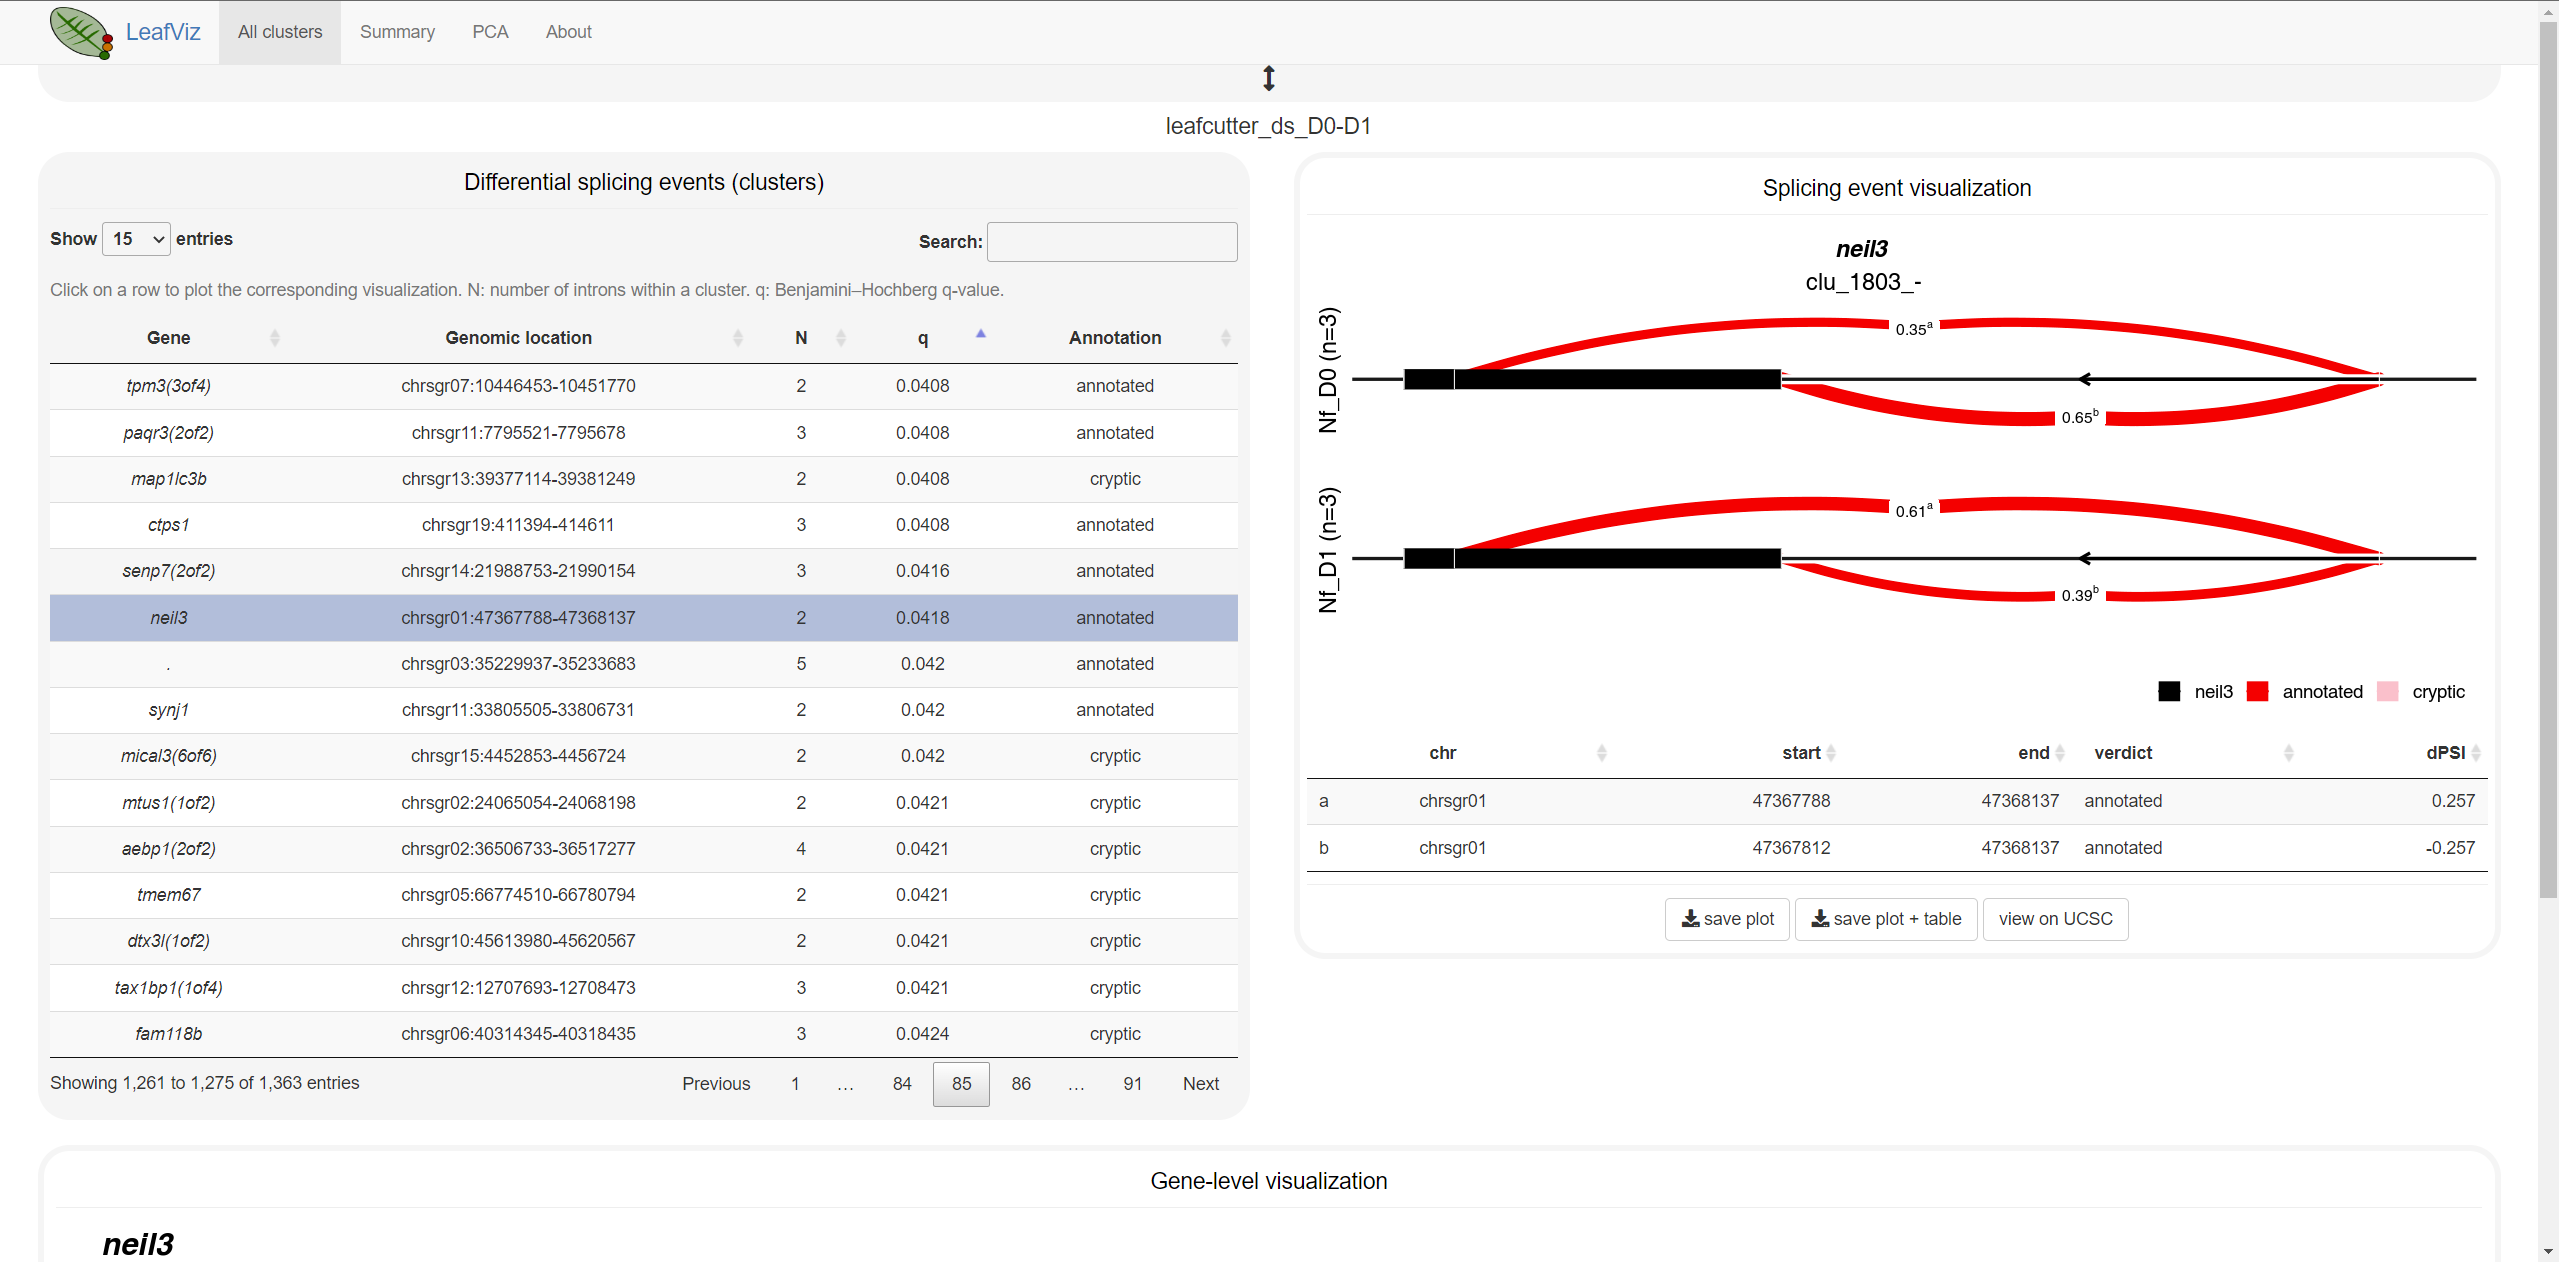 LeafViz All clusters Summary PCA About
leafcutter_ds_D0-D1
Differential splicing events (clusters)
Show 15 entries Search:
Click on a row to plot the corresponding visualization. N: number of introns within a cluster. q: Benjamini–Hochberg q-value.
Gene Genomic location N q Annotation
tpm3(3of4) chrsgr07:10446453-10451770 2 0.0408 annotated
paqr3(2of2) chrsgr11:7795521-7795678 3 0.0408 annotated
map1lc3b chrsgr13:39377114-39381249 2 0.0408 cryptic
ctps1 chrsgr19:411394-414611 3 0.0408 annotated
senp7(2of2) chrsgr14:21988753-21990154 3 0.0416 annotated
neil3 chrsgr01:47367788-47368137 2 0.0418 annotated
. chrsgr03:35229937-35233683 5 0.042 annotated
synj1 chrsgr11:33805505-33806731 2 0.042 annotated
mical3(6of6) chrsgr15:4452853-4456724 2 0.042 cryptic
mtus1(1of2) chrsgr02:24065054-24068198 2 0.0421 cryptic
aebp1(2of2) chrsgr02:36506733-36517277 4 0.0421 cryptic
tmem67 chrsgr05:66774510-66780794 2 0.0421 cryptic
dtx3l(1of2) chrsgr10:45613980-45620567 2 0.0421 cryptic
tax1bp1(1of4) chrsgr12:12707693-12708473 3 0.0421 cryptic
fam118b chrsgr06:40314345-40318435 3 0.0424 cryptic
Showing 1,261 to 1,275 of 1,363 entries Previous 1 … 84 85 86 … 91 Next
Splicing event visualization
neil3
clu_1803_-
Nf_D0 (n=3)
0.35a
0.65b
Nf_D1 (n=3)
0.61a
0.39b
neil3 annotated cryptic
chr start end verdict dPSI
a chrsgr01 47367788 47368137 annotated 0.257
b chrsgr01 47367812 47368137 annotated -0.257
save plot save plot + table view on UCSC
Gene-level visualization
neil3